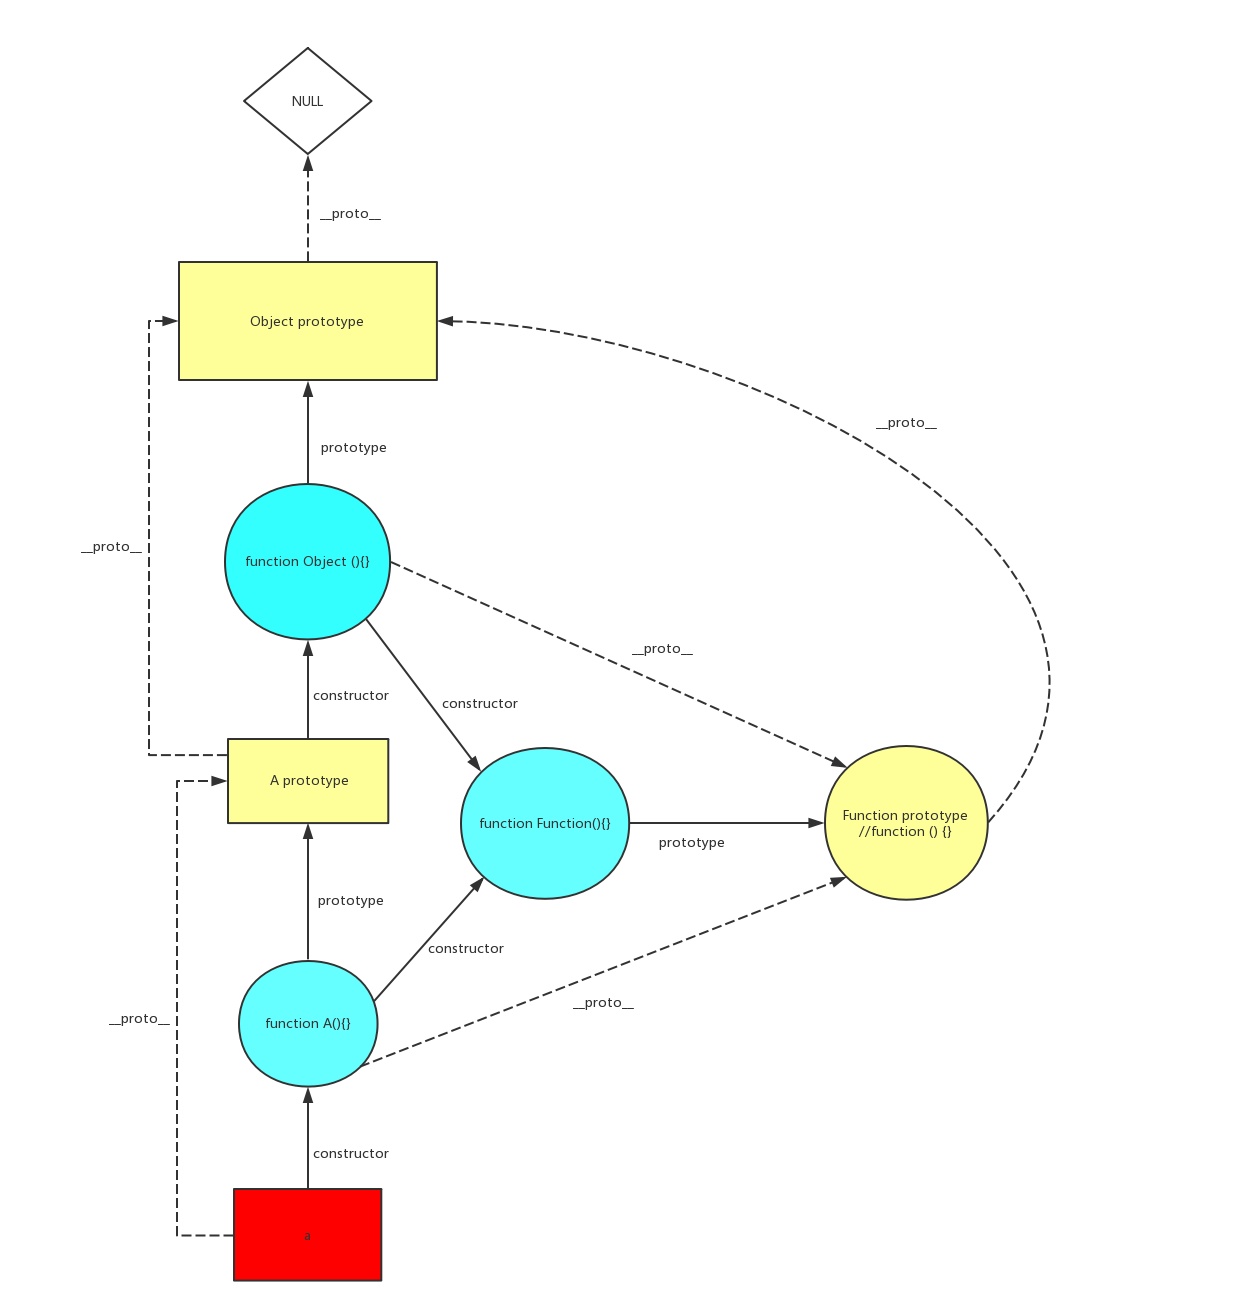 NULL
__proto__
Object prototype
__proto__
prototype
__proto__
function Object (){}
__proto__
constructor
constructor
A prototype
function Function(){}
Function prototype
//function () {}
prototype
prototype
constructor
__proto__
__proto__
function A(){}
constructor
a